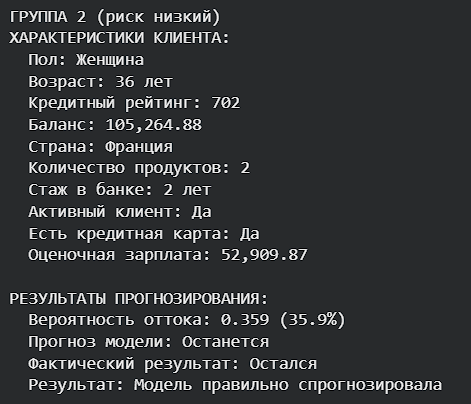 ГРУППА 2 (риск низкий)
ХАРАКТЕРИСТИКИ КЛИЕНТА:
Пол: Женщина
Возраст: 36 лет
Кредитный рейтинг: 702
Баланс: 105,264.88
Страна: Франция
Количество продуктов: 2
Стаж в банке: 2 лет
Активный клиент: Да
Есть кредитная карта: Да
Оценочная зарплата: 52,909.87
РЕЗУЛЬТАТЫ ПРОГНОЗИРОВАНИЯ:
Вероятность оттока: 0.359 (35.9%)
Прогноз модели: Останется
Фактический результат: Остался
Результат: Модель правильно спрогнозировала